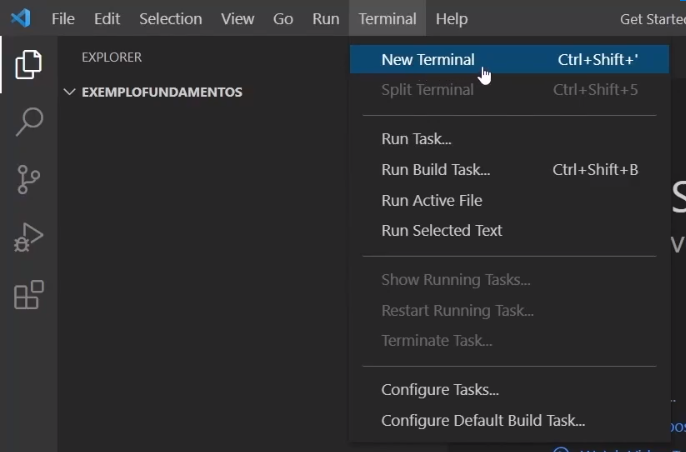 File Edit Selection View Go Run Terminal Help Get Started
EXPLORER
EXEMPLOFUNDAMENTOS
New Terminal Ctrl+Shift+'
Split Terminal Ctrl+Shift+5
Run Task...
Run Build Task... Ctrl+Shift+B
Run Active File
Run Selected Text
Show Running Tasks...
Restart Running Task...
Terminate Task...
Configure Tasks...
Configure Default Build Task...